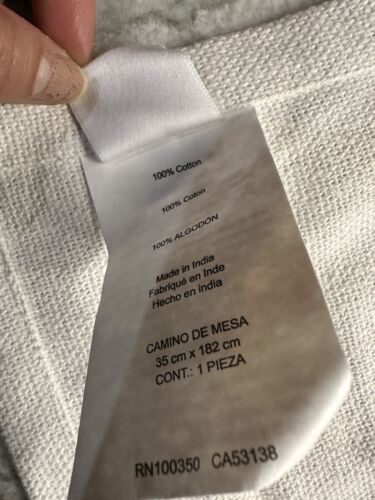 100% Cotton
100% Coton
100% ALGODÓN
Made in India
Fabriqué en Inde
Hecho en india
CAMINO DE MESA
35 cm x 182 cm
CONT.: 1 PIEZA
RN100350 CA53138